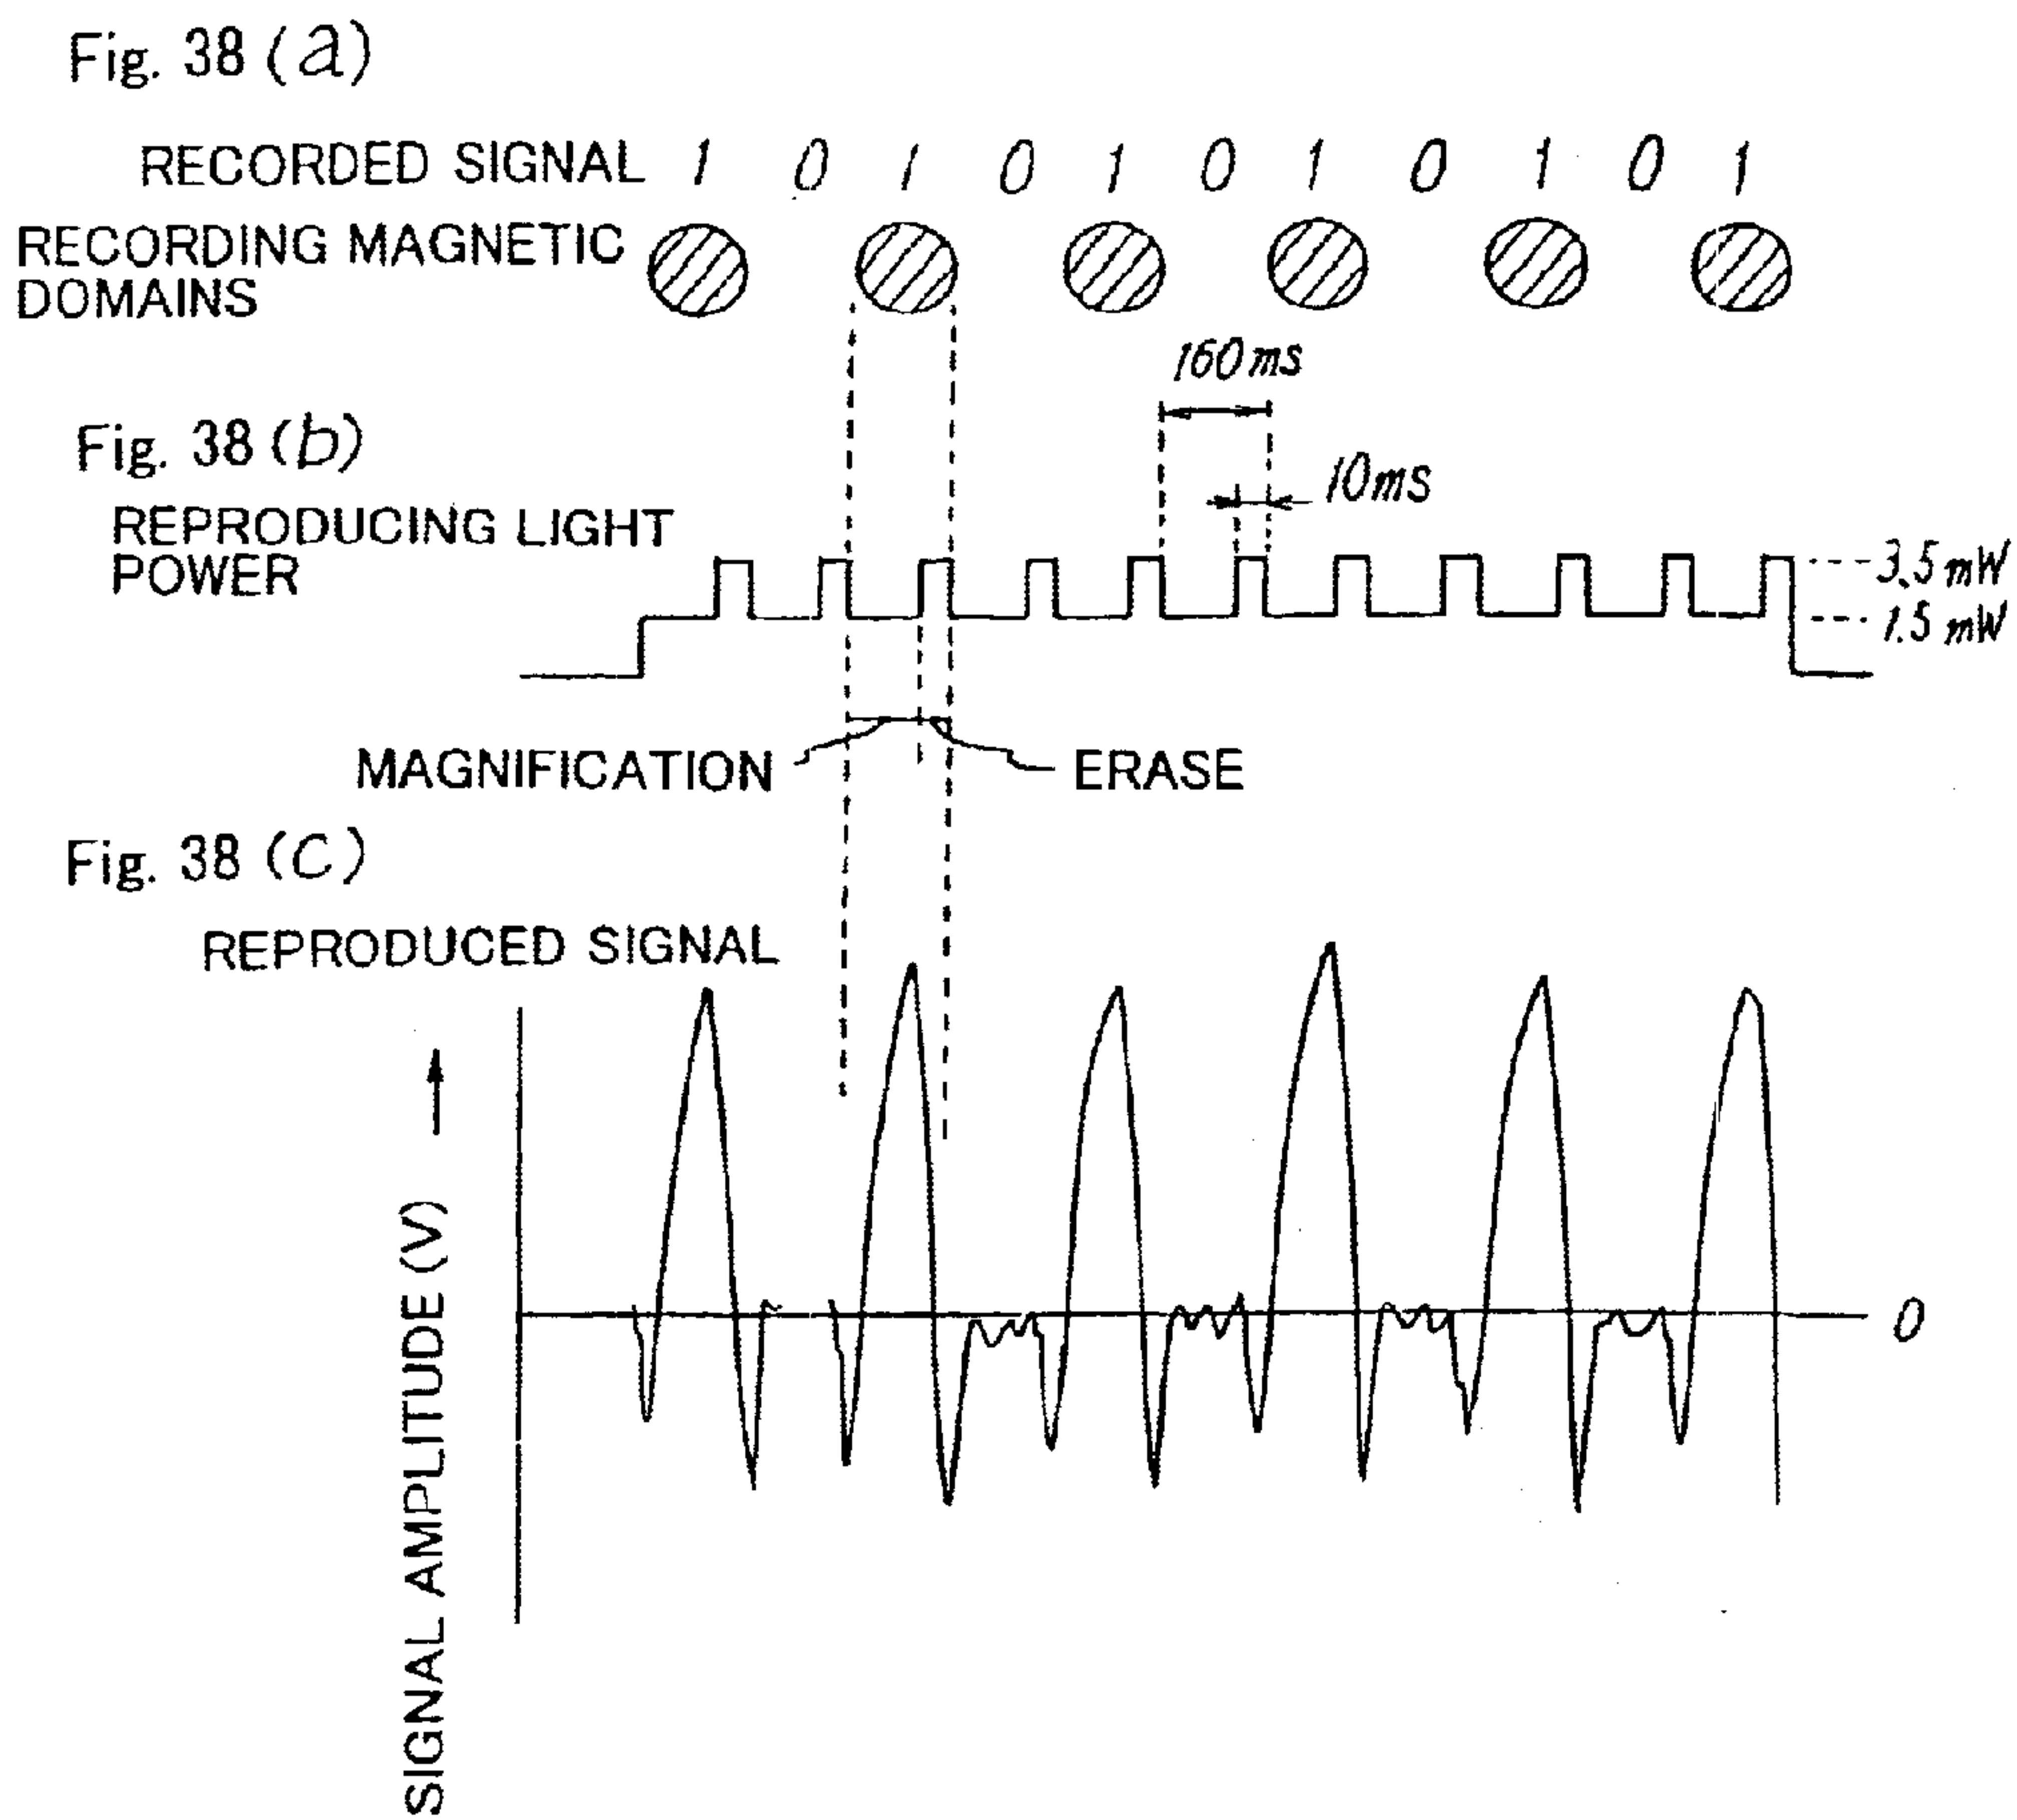 Fig. 38 (a)
RECORDED SIGNAL 1 0 1 0 1 0 1 0 1 0 1
RECORDING MAGNETIC
DOMAINS
160ms
Fig. 38 (b)
10ms
REPRODUCING LIGHT
POWER
3.5 mW
1.5 mW
MAGNIFICATION
ERASE
Fig. 38 (c)
REPRODUCED SIGNAL
SIGNAL AMPLITUDE (V)
0